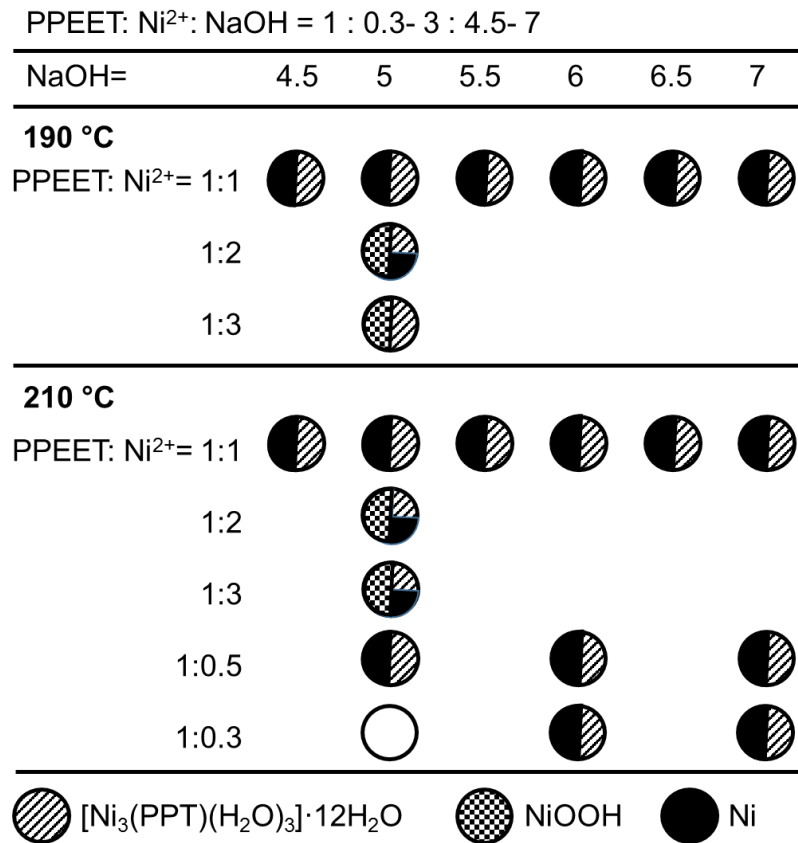 PPEET: Ni²⁺: NaOH = 1 : 0.3- 3 : 4.5- 7
NaOH= 4.5 5 5.5 6 6.5 7
190 °C
PPEET: Ni²⁺= 1:1
1:2
1:3
210 °C
PPEET: Ni²⁺= 1:1
1:2
1:3
1:0.5
1:0.3
[Ni₃(PPT)(H₂O)₃]·12H₂O NiOOH Ni